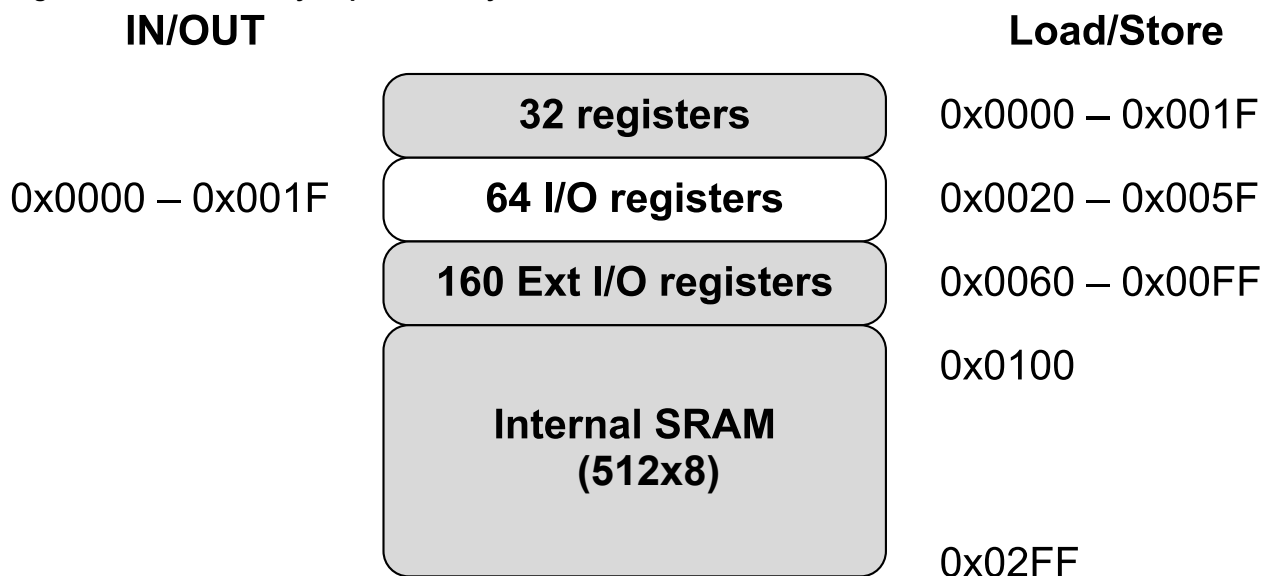 IN/OUT Load/Store
32 registers 0x0000 – 0x001F
0x0000 – 0x001F 64 I/O registers 0x0020 – 0x005F
160 Ext I/O registers 0x0060 – 0x00FF
0x0100
Internal SRAM
(512x8)
0x02FF